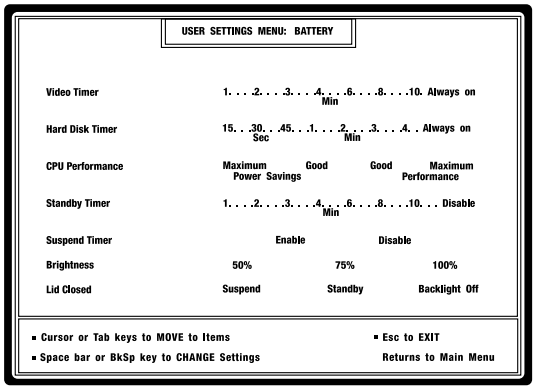 USER SETTINGS MENU: BATTERY
Video Timer 1. . . .2. . . .3. . . .4. . . .6. . . .8. . . .10. Always on
Min
Hard Disk Timer 15. . .30. . .45. . .1. . . .2. . . .3. . . .4. . Always on
Sec Min
CPU Performance Maximum Good Good Maximum
Power Savings Performance
Standby Timer 1. . . .2. . . .3. . . .4. . . .6. . . .8. . . .10. . . Disable
Min
Suspend Timer Enable Disable
Brightness 50% 75% 100%
Lid Closed Suspend Standby Backlight Off
▪ Cursor or Tab keys to MOVE to Items ▪ Esc to EXIT
▪ Space bar or BkSp key to CHANGE Settings Returns to Main Menu